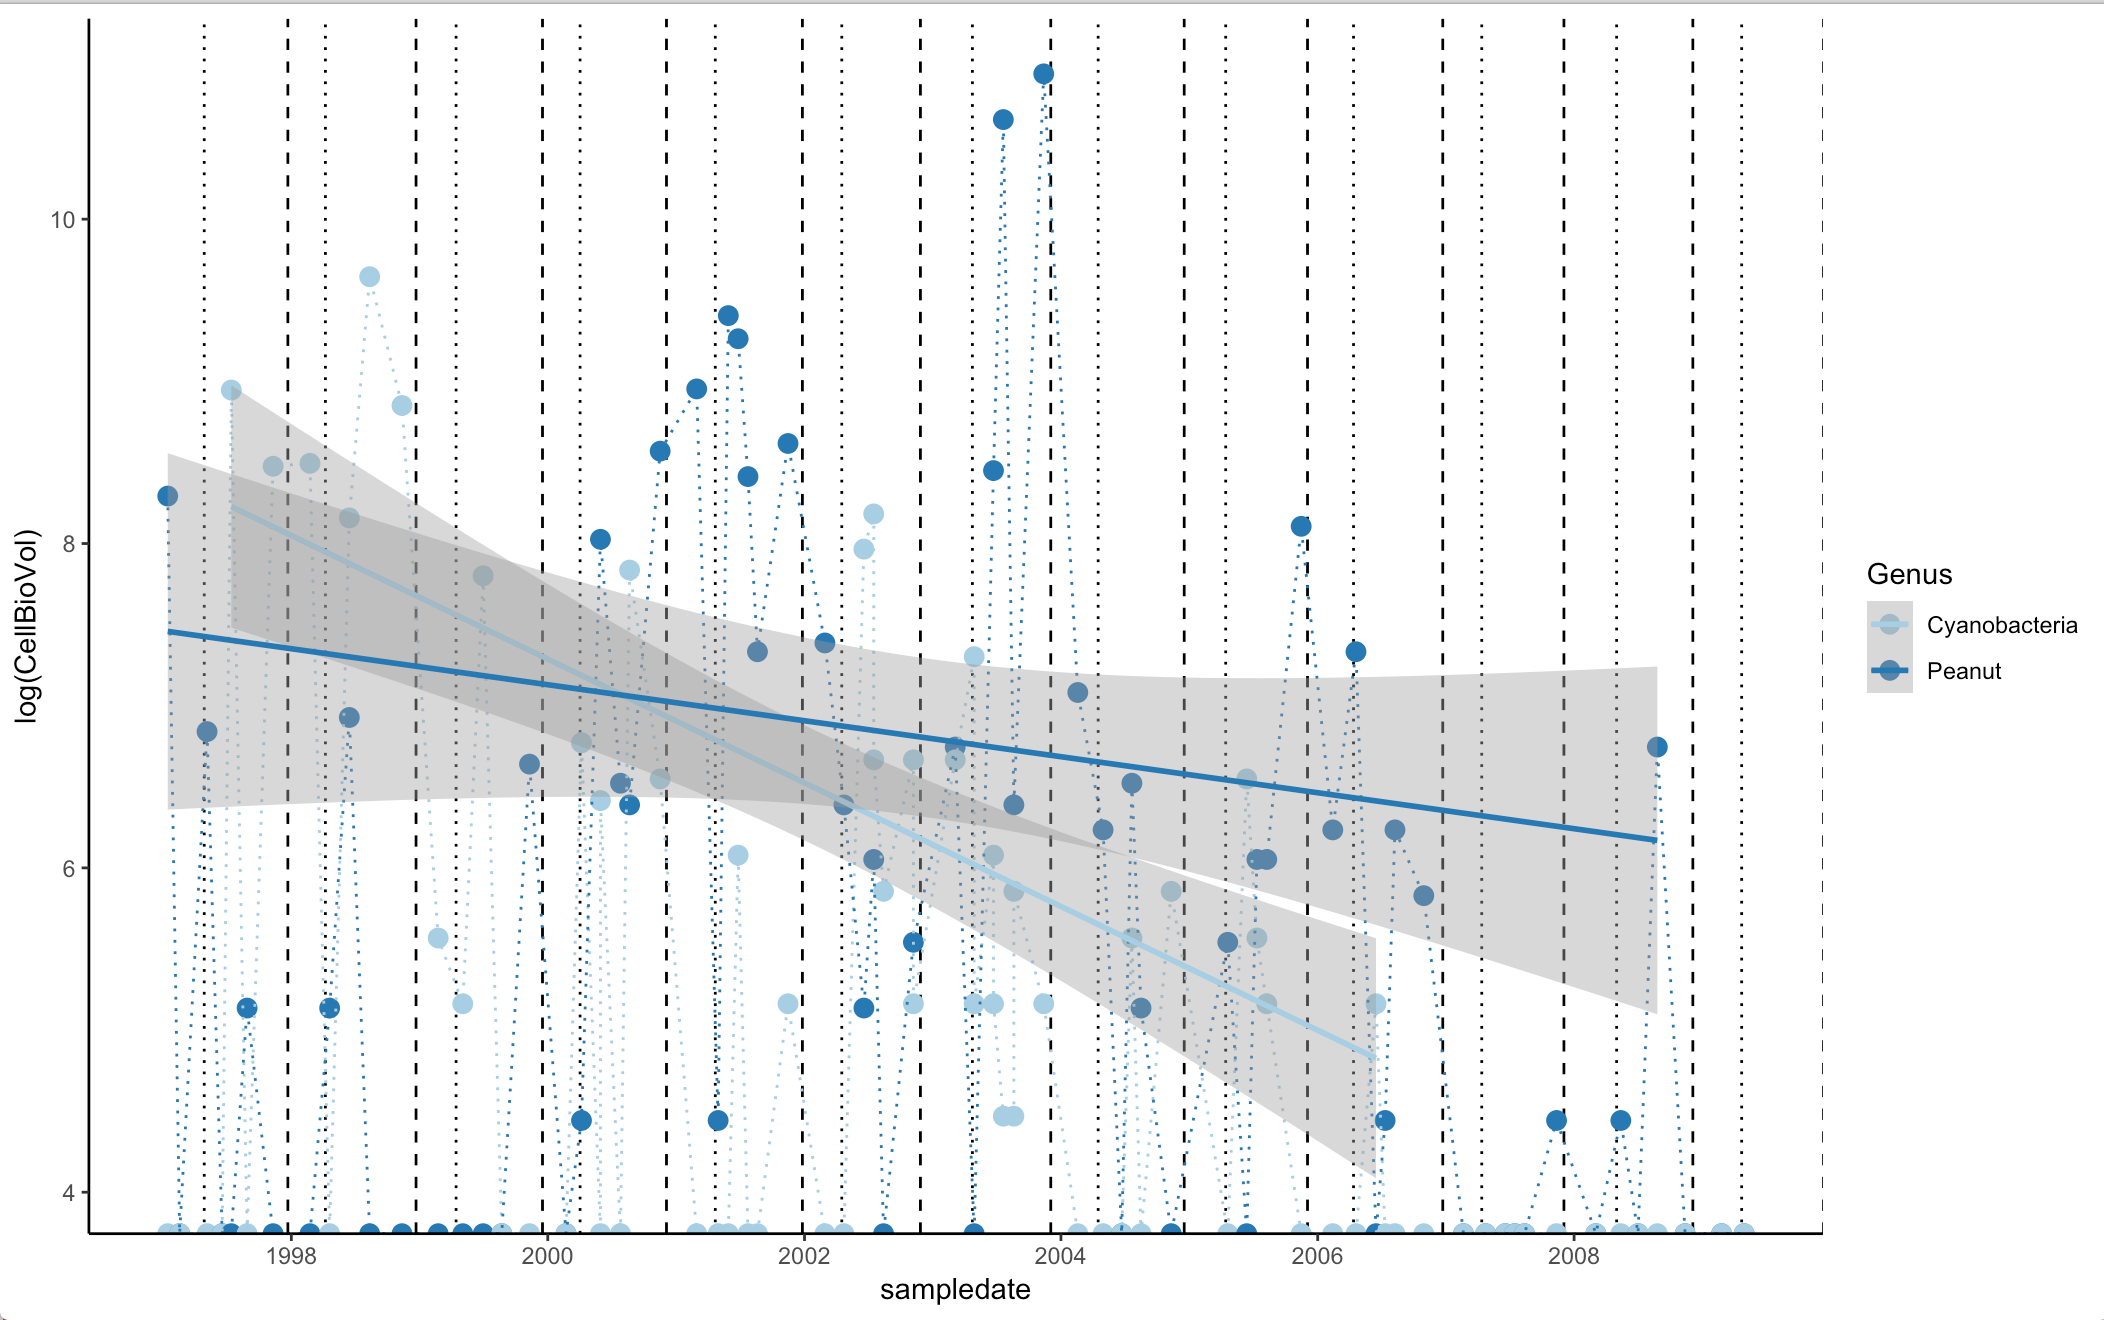 log(CellBioVol)
10
8
6
4
1998 2000 2002 2004 2006 2008
sampledate
Genus
Cyanobacteria
Peanut